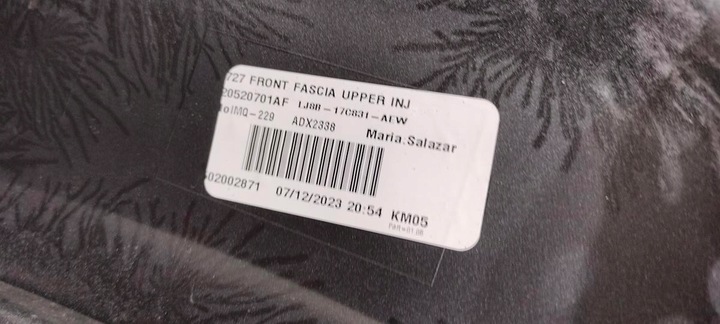 727 FRONT FASCIA UPPER INJ
20520701AF LJ8B-17C831-AEW
MO-229 ADX2338 Maria.Salazar
02002871 07/12/2023 20:54 KM05